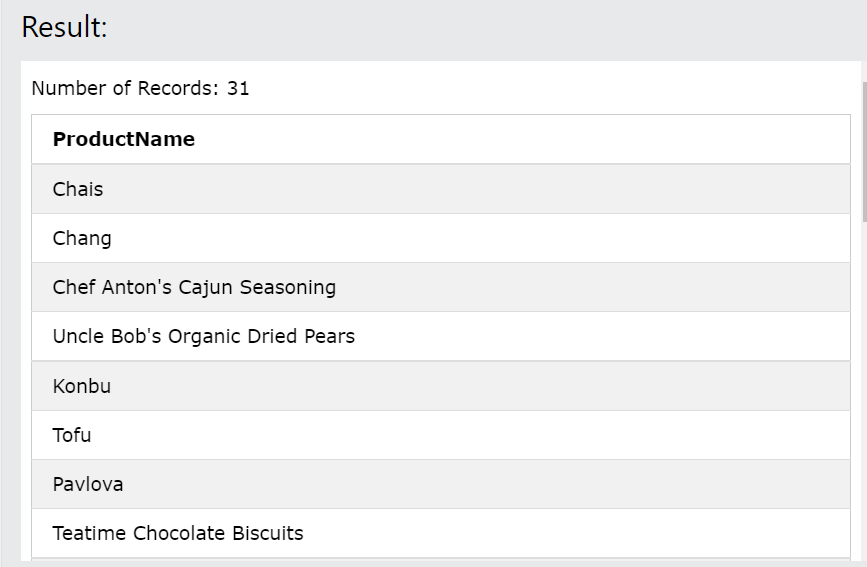 Result:
Number of Records: 31
ProductName
Chais
Chang
Chef Anton's Cajun Seasoning
Uncle Bob's Organic Dried Pears
Konbu
Tofu
Pavlova
Teatime Chocolate Biscuits